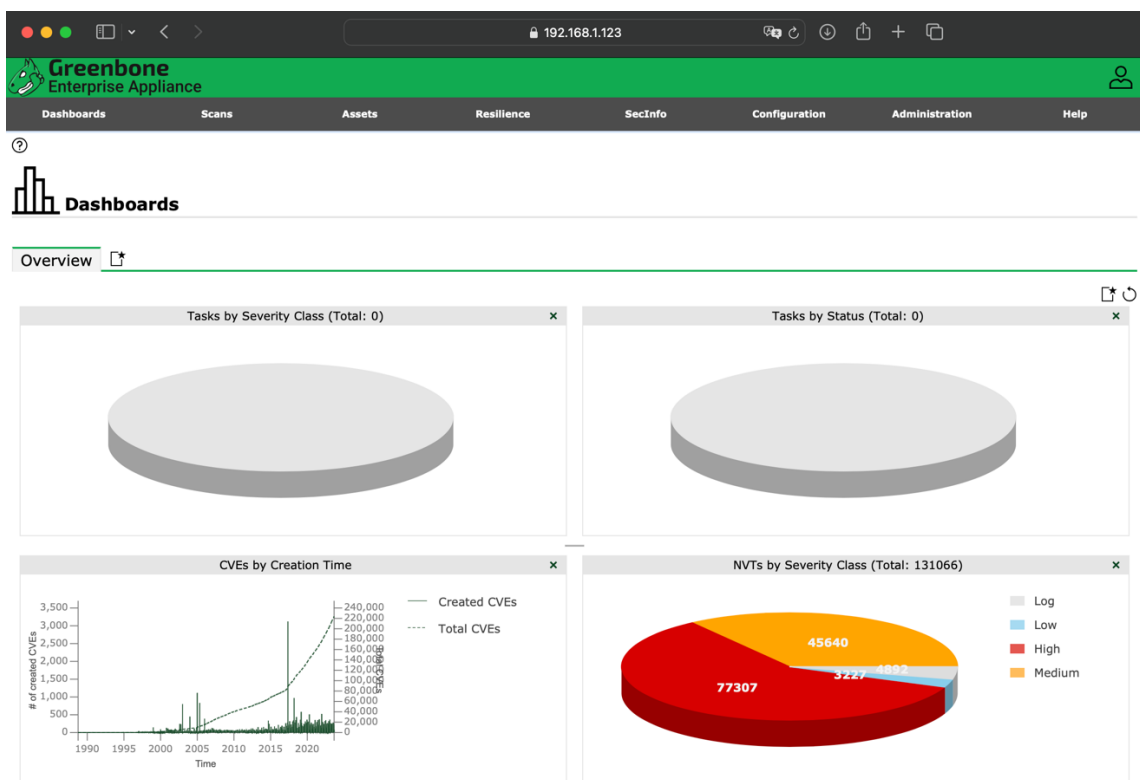 192.168.1.123
Greenbone
Enterprise Appliance
Dashboards Scans Assets Resilience SecInfo Configuration Administration Help
Dashboards
Overview
Tasks by Severity Class (Total: 0)
Tasks by Status (Total: 0)
CVEs by Creation Time
# of created CVEs
3,500
3,000
2,500
2,000
1,500
1,000
500
0
1990 1995 2000 2005 2010 2015 2020
Time
240,000
220,000
200,000
180,000
160,000
140,000
120,000
100,000
80,000
60,000
40,000
20,000
0
Created CVEs
Total CVEs
NVTs by Severity Class (Total: 131066)
45640
4892
3227
77307
Log
Low
High
Medium